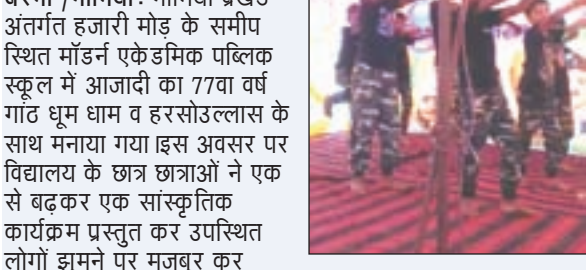 अंतर्गत हजारी मोड़ के समीप
स्थित मॉडर्न एकेडमिक पब्लिक
स्कूल में आजादी का 77वा वर्ष
गांठ धूम धाम व हरसोउल्लास के
साथ मनाया गया।इस अवसर पर
विद्यालय के छात्र छात्राओं ने एक
से बढ़कर एक सांस्कृतिक
कार्यक्रम प्रस्तुत कर उपस्थित
लोगों झूमने पर मजबूर कर